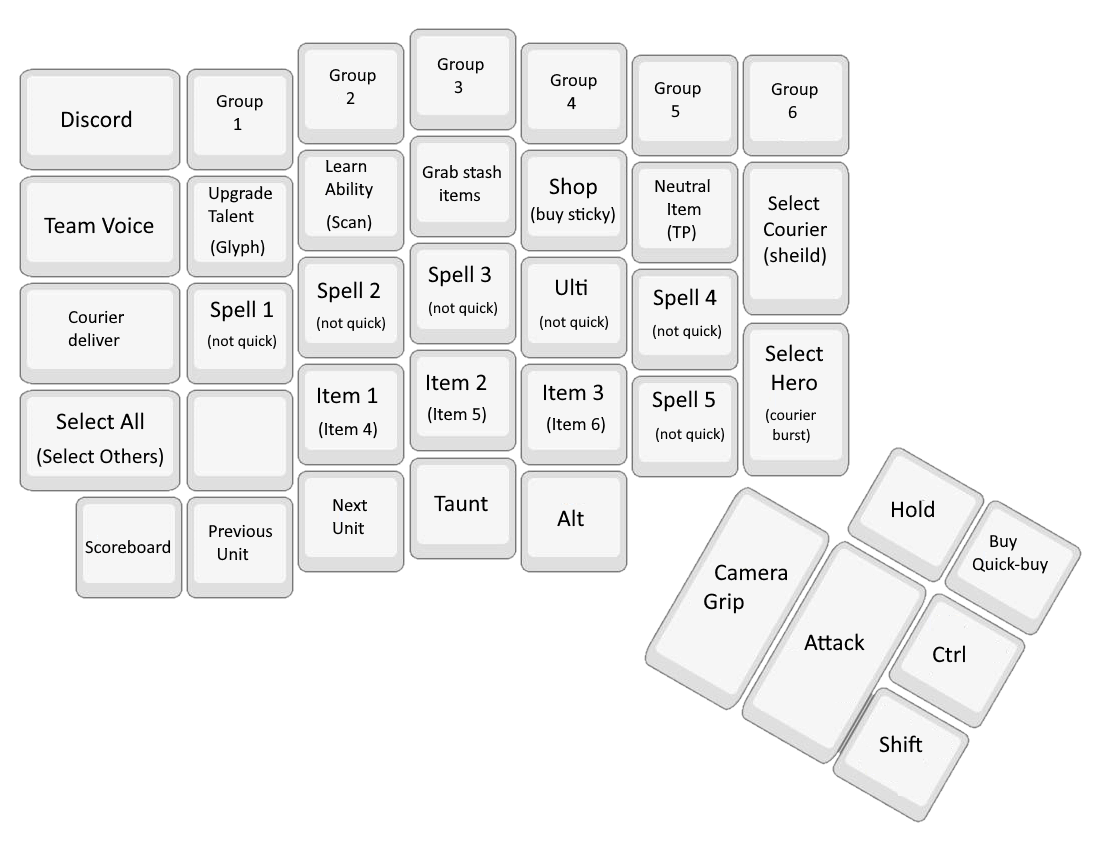 Discord
Group
1
Group
2
Group
3
Group
4
Group
5
Group
6
Team Voice
Upgrade
Talent
(Glyph)
Learn
Ability
(Scan)
Grab stash
items
Shop
(buy sticky)
Neutral
Item
(TP)
Select
Courier
(sheild)
Courier
deliver
Spell 1
(not quick)
Spell 2
(not quick)
Spell 3
(not quick)
Ulti
(not quick)
Spell 4
(not quick)
Select
Hero
(courier
burst)
Select All
(Select Others)
Item 1
(Item 4)
Item 2
(Item 5)
Item 3
(Item 6)
Spell 5
(not quick)
Scoreboard
Previous
Unit
Next
Unit
Taunt
Alt
Hold
Buy
Quick-buy
Camera
Grip
Attack
Ctrl
Shift